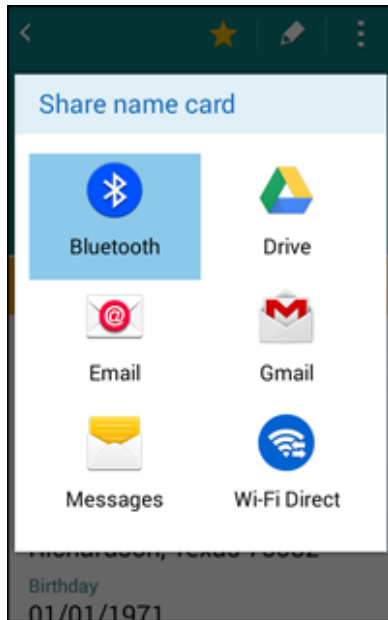 Share name card
Bluetooth
Drive
Email
Gmail
Messages
Wi-Fi Direct
Birthday
01/01/1971